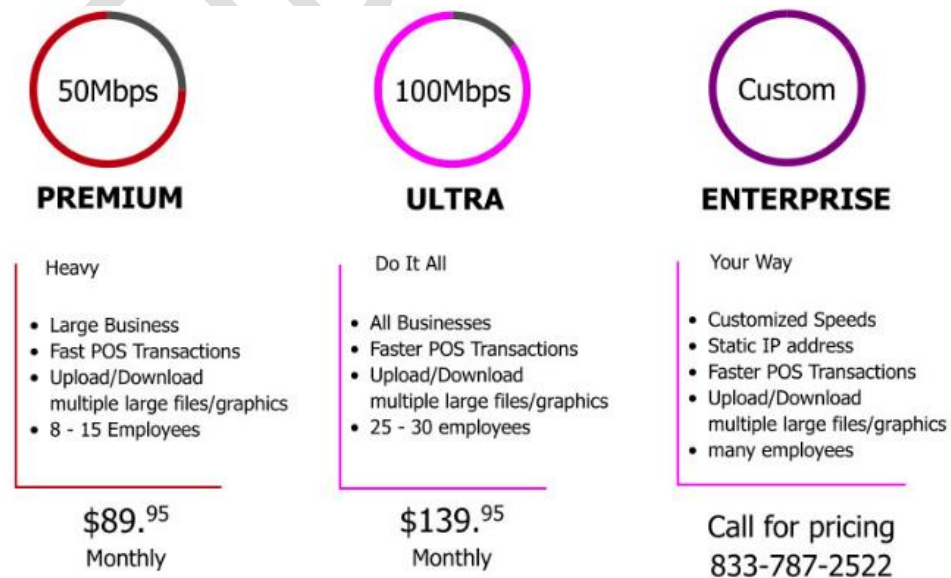 50Mbps
PREMIUM
Heavy
• Large Business
• Fast POS Transactions
• Upload/Download
multiple large files/graphics
• 8 - 15 Employees
$89.95
Monthly
100Mbps
ULTRA
Do It All
• All Businesses
• Faster POS Transactions
• Upload/Download
multiple large files/graphics
• 25 - 30 employees
$139.95
Monthly
Custom
ENTERPRISE
Your Way
• Customized Speeds
• Static IP address
• Faster POS Transactions
• Upload/Download
multiple large files/graphics
• many employees
Call for pricing
833-787-2522